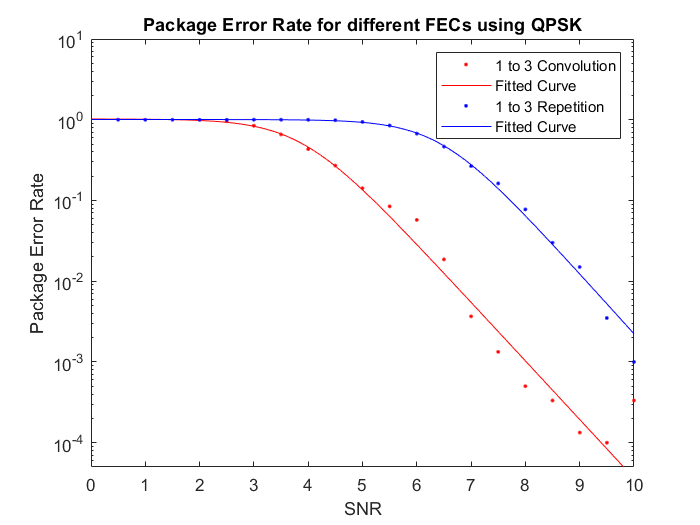 Package Error Rate for different FECs using QPSK
10^1
1 to 3 Convolution
Fitted Curve
1 to 3 Repetition
Fitted Curve
10^0
10^-1
10^-2
10^-3
10^-4
Package Error Rate
0 1 2 3 4 5 6 7 8 9 10
SNR